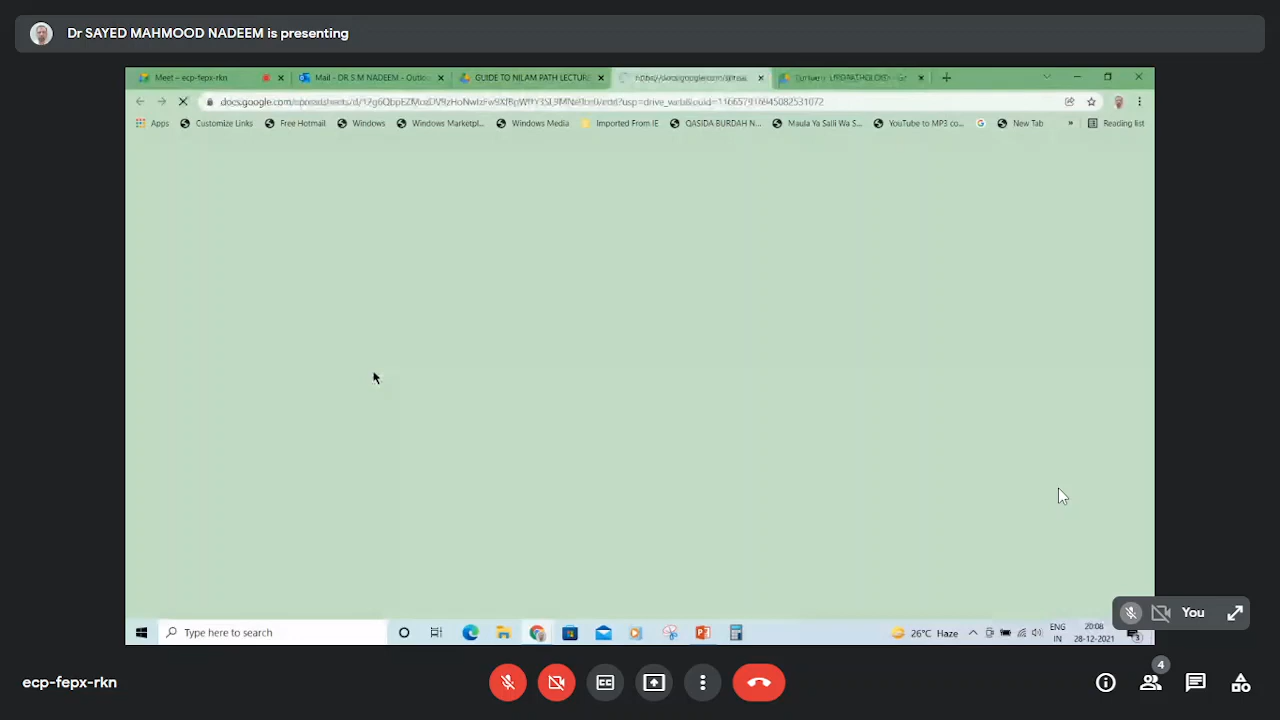 Dr SAYED MAHMOOD NADEEM is presenting
Meet – ecp-fepx-rkn
Mail - DR S M NADEEM - Outlo
GUIDE TO NILAM PATH LECTURE
Apps
Customize Links
Free Hotmail
Windows
Windows Marketpl...
Windows Media
Imported From IE
QASIDA BURDAH N...
Maula Ya Salli Wa S...
YouTube to MP3 co...
New Tab
»
Reading list
You
Type here to search
26°C Haze
ENG
IN
20:08
28-12-2021
ecp-fepx-rkn
4